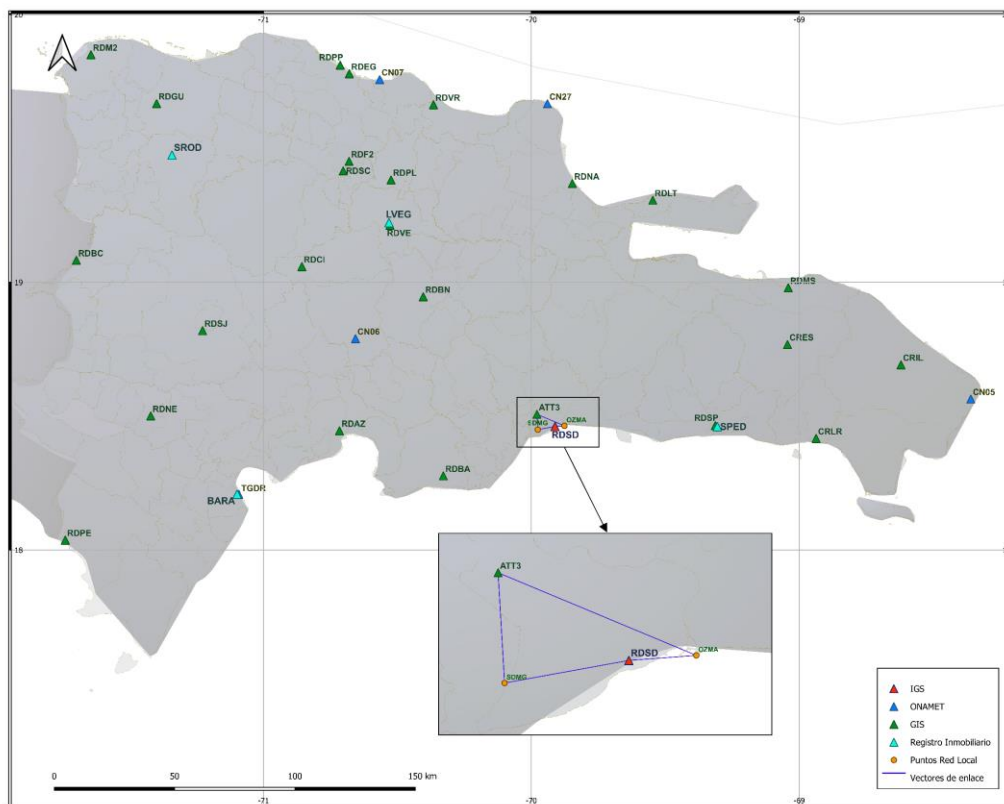 20
-71
-70
-69
RDM2
RDPP
RDEG
CN07
RDGU
RDVR
CN27
SROD
RDF2
RDSC
RDPL
RDNA
RDLT
LVEG
RDVE
RDBC
RDCI
19
RDMS
RDBN
RDSJ
CN06
CRES
CRIL
CN05
RDNE
RDAZ
ATT3
SDMG
OZMA
RDSD
RDSP
SPED
CRLR
RDBA
TGDR
BARA
RDPE
18
ATT3
RDSD
OZMA
SDMG
IGS
ONAMET
GIS
Registro Inmobiliario
Puntos Red Local
Vectores de enlace
0 50 100 150 km
-71
-70
-69